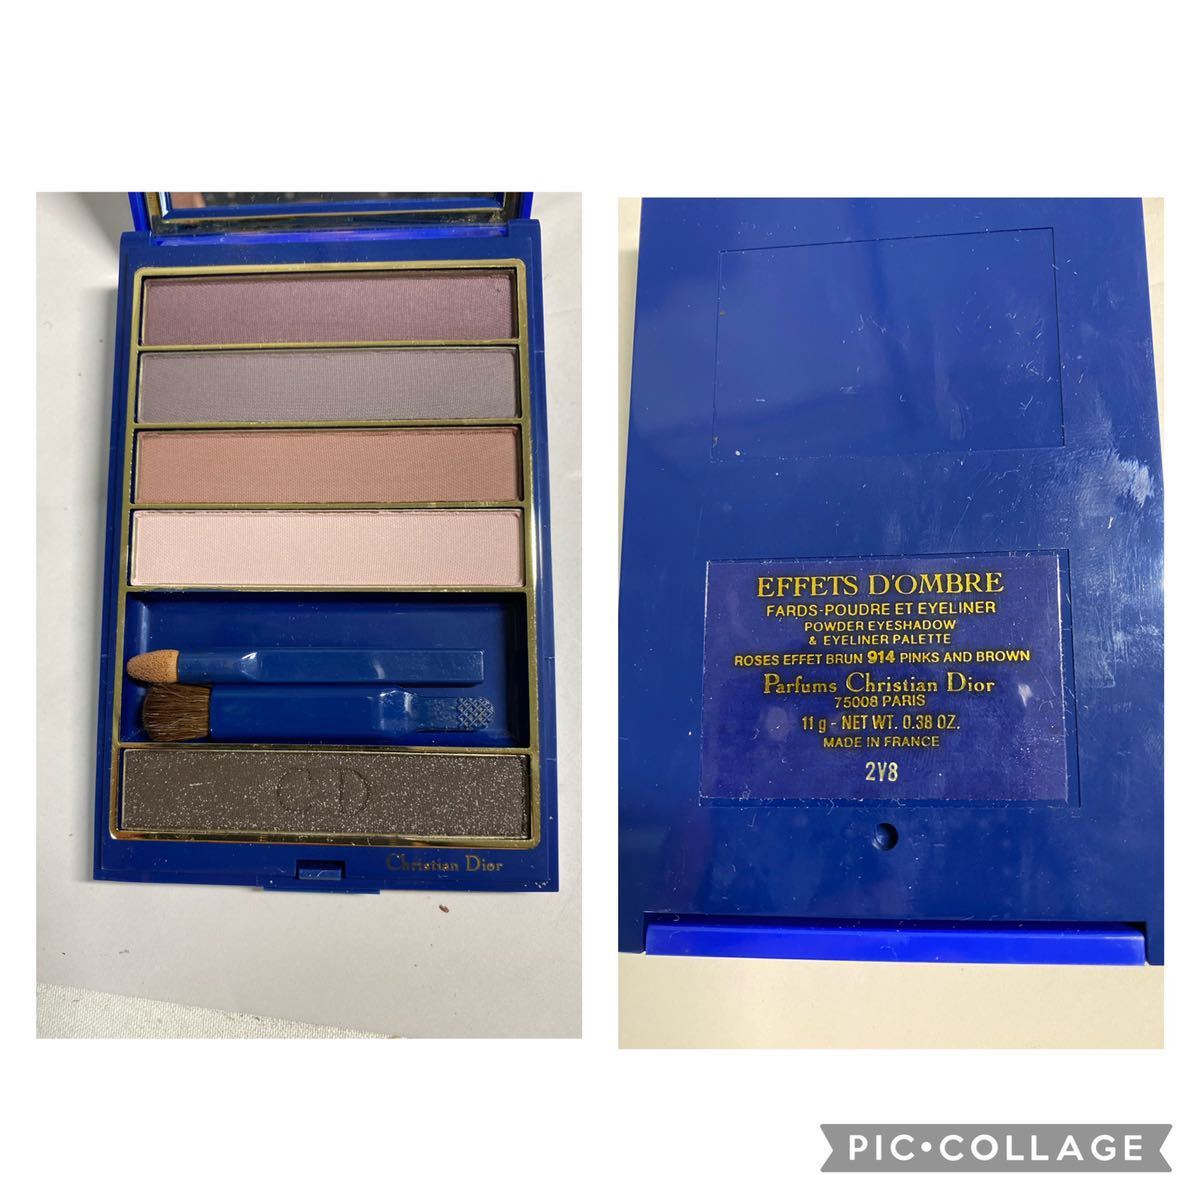 CD
Christian Dior
EFFETS D'OMBRE
FARDS-POUDRE ET EYELINER
POWDER EYESHADOW
& EYELINER PALETTE
ROSES EFFET BRUN 914 PINKS AND BROWN
Parfums Christian Dior
75008 PARIS
11 g - NET WT. 0.38 OZ.
MADE IN FRANCE
2Y8
PIC•COLLAGE